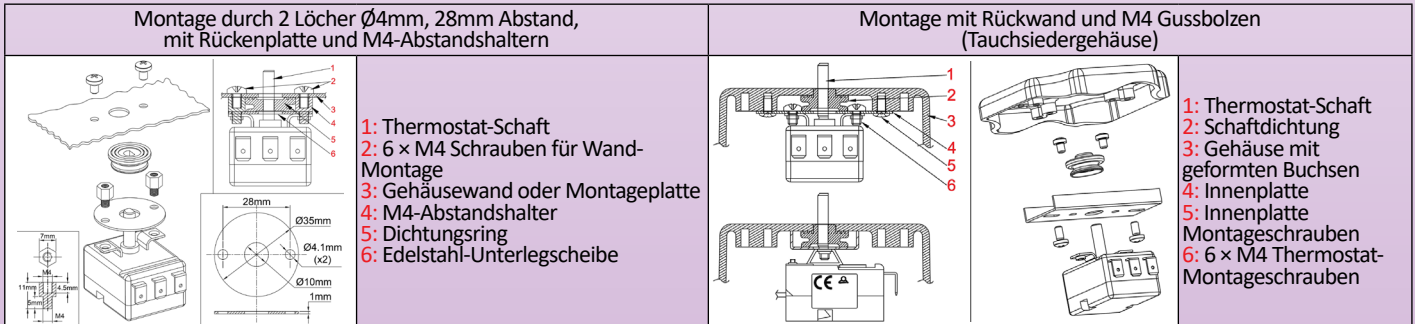 Montage durch 2 Löcher Ø4mm, 28mm Abstand,
mit Rückenplatte und M4-Abstandshaltern
1
2
3
4
5
6
28mm
Ø35mm
Ø4.1mm
(x2)
Ø10mm
1mm
7mm
M4
11mm
4.5mm
5mm
M4
1: Thermostat-Schaft
2: 6 × M4 Schrauben für Wand-
Montage
3: Gehäusewand oder Montageplatte
4: M4-Abstandshalter
5: Dichtungsring
6: Edelstahl-Unterlegscheibe
Montage mit Rückwand und M4 Gussbolzen
(Tauchsiedergehäuse)
1
2
3
4
5
6
CE
1: Thermostat-Schaft
2: Schaftdichtung
3: Gehäuse mit
geformten Buchsen
4: Innenplatte
5: Innenplatte
Montageschrauben
6: 6 × M4 Thermostat-
Montageschrauben